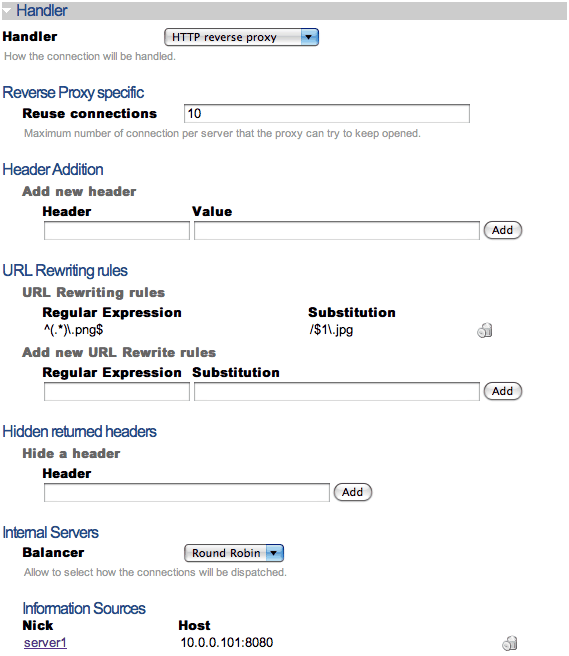 Handler
Handler HTTP reverse proxy
How the connection will be handled.
Reverse Proxy specific
Reuse connections 10
Maximum number of connection per server that the proxy can try to keep opened.
Header Addition
Add new header
Header Value
Add
URL Rewriting rules
URL Rewriting rules
Regular Expression Substitution
^(.*)\.png$ /$1\.jpg
Add new URL Rewrite rules
Regular Expression Substitution
Add
Hidden returned headers
Hide a header
Header
Add
Internal Servers
Balancer Round Robin
Allow to select how the connections will be dispatched.
Information Sources
Nick Host
server1 10.0.0.101:8080